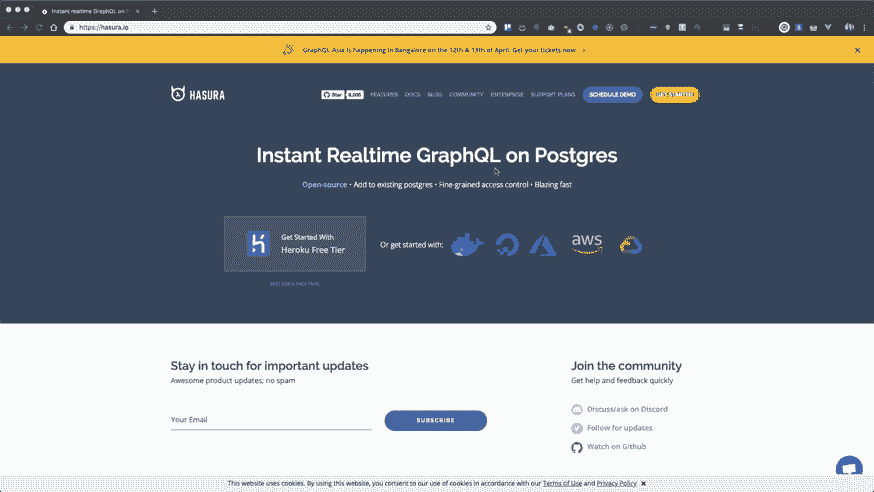 Instant Realtime GraphQL on P
https://hasura.io
GraphQL Asia is happening in Bangalore on the 12th & 13th of April. Get your tickets now
HASURA
Star
FEATURES DOCS BLOG COMMUNITY ENTERPRISE SUPPORT PLANS SCHEDULE DEMO GET STARTED
Instant Realtime GraphQL on Postgres
Open-source • Add to existing postgres • Fine-grained access control • Blazing fast
Get Started With
Heroku Free Tier
Or get started with:
aws
BEST FOR A FREE TRIAL
Stay in touch for important updates
Awesome product updates; no spam
Your Email
SUBSCRIBE
Join the community
Get help and feedback quickly
Discuss/ask on Discord
Follow for updates
Watch on Github
This website uses cookies. By using this website, you consent to our use of cookies in accordance with our Terms of Use and Privacy Policy